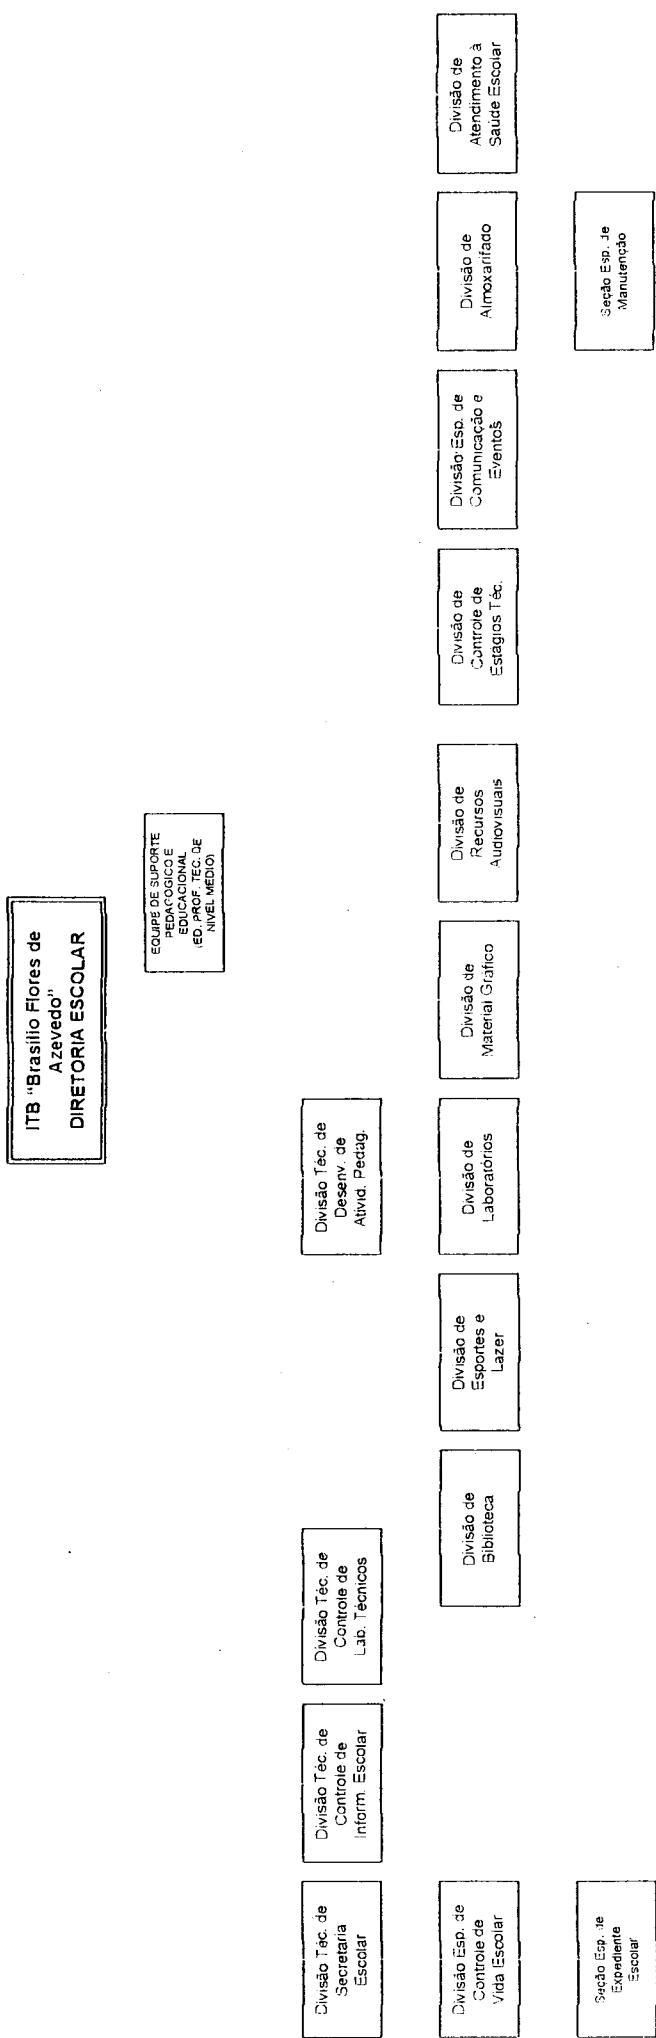 ITB "Brasílio Flores de
Azevedo"
DIRETORIA ESCOLAR
EQUIPE DE SUPORTE
PEDAGÓGICO E
EDUCACIONAL
(ED. PROF. TEC. DE
NIVEL MÉDIO)
Divisão Téc. de
Secretaria
Escolar
Divisão Téc. de
Controle de
Inform. Escolar
Divisão Téc. de
Controle de
Lab. Técnicos
Divisão Téc. de
Desenv. de
Ativid. Pedag.
Divisão Esp. de
Controle de
Vida Escolar
Divisão de
Biblioteca
Divisão de
Esportes e
Lazer
Divisão de
Laboratórios
Divisão de
Material Gráfico
Divisão de
Recursos
Audiovisuais
Divisão de
Controle de
Estágios Téc.
Divisão Esp. de
Comunicação e
Eventos
Divisão de
Almoxarifado
Divisão de
Atendimento à
Saúde Escolar
Seção Esp. de
Expediente
Escolar
Seção Esp. de
Manutenção